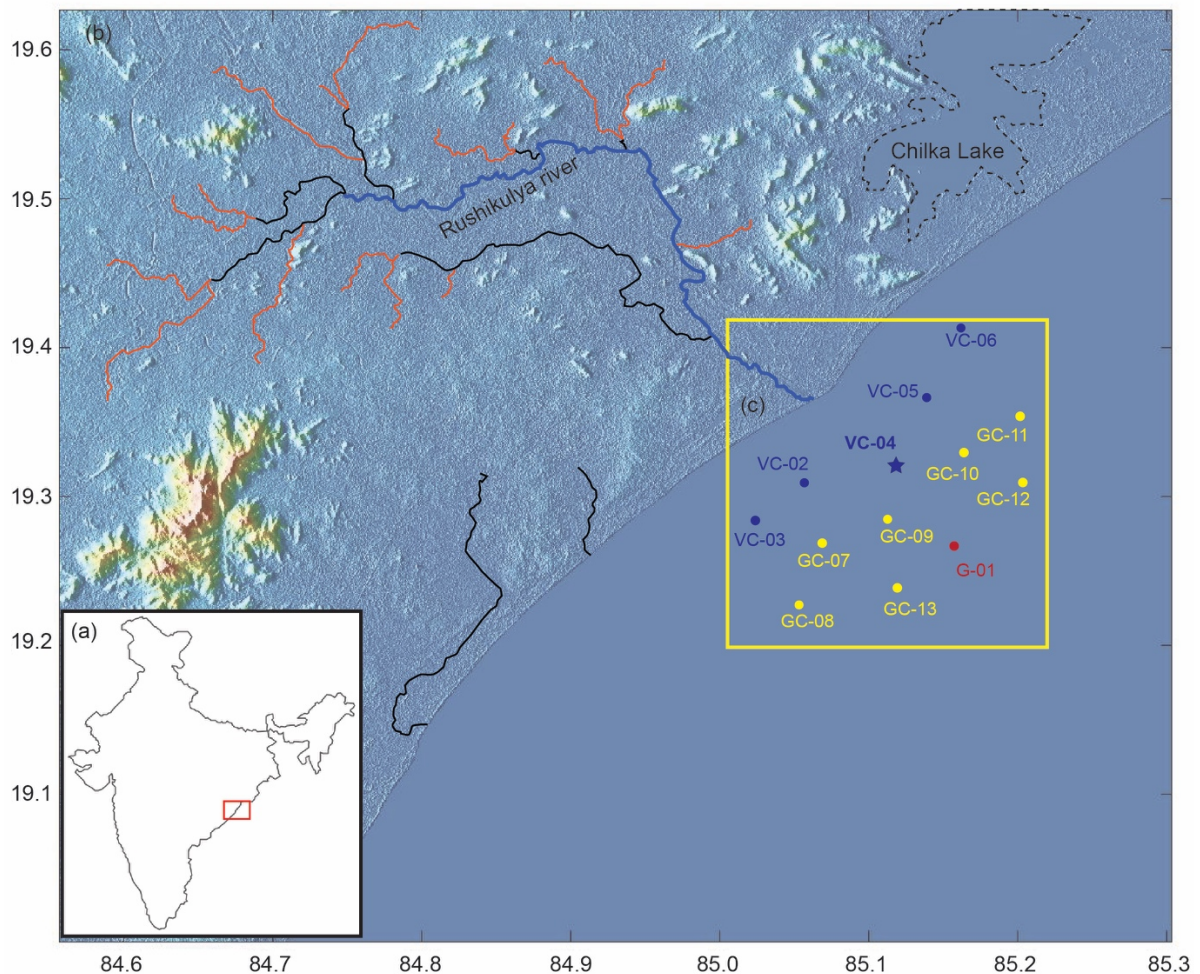 (b)
19.6
19.5
19.4
19.3
19.2
19.1
Chilka Lake
Rushikulya river
(c)
VC-06
VC-05
GC-11
VC-04
GC-10
VC-02
GC-12
VC-03
GC-09
GC-07
G-01
GC-08
GC-13
(a)
84.6
84.7
84.8
84.9
85.0
85.1
85.2
85.3